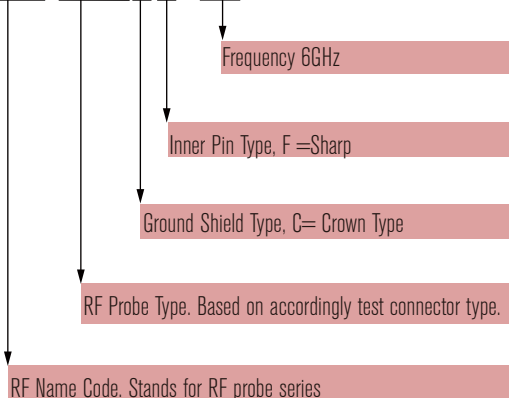 Frequency 6GHz
Inner Pin Type, F =Sharp
Ground Shield Type, C= Crown Type
RF Probe Type. Based on accordingly test connector type.
RF Name Code. Stands for RF probe series